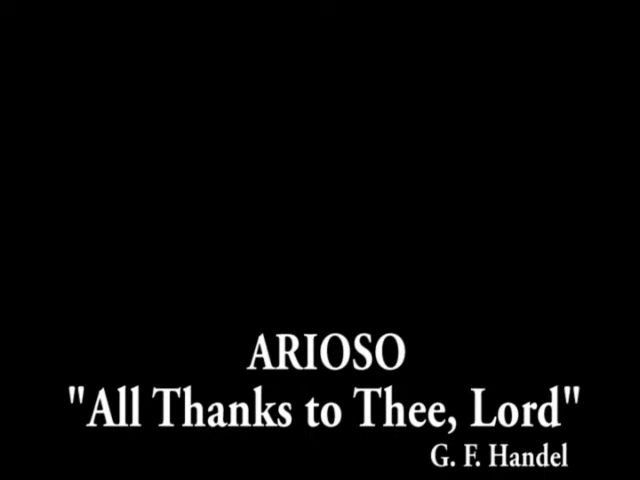 ARIOSO
"All Thanks to Thee, Lord"
G. F. Handel